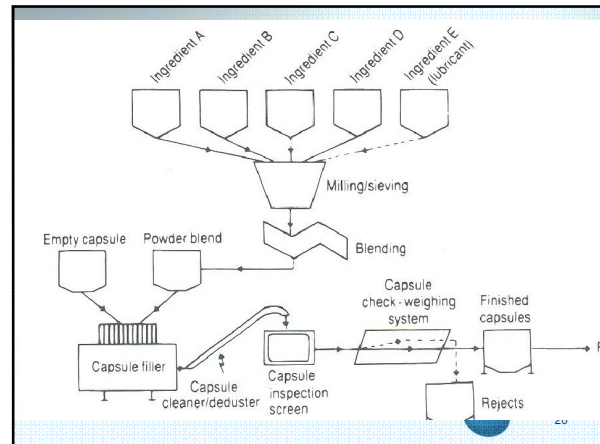 Ingredient A
Ingredient B
Ingredient C
Ingredient D
Ingredient E
(lubricant)
Milling/sieving
Blending
Empty capsule
Powder blend
Capsule
check-weighing
system
Finished
capsules
Capsule filler
Capsule
cleaner/deduster
Capsule
inspection
screen
Rejects